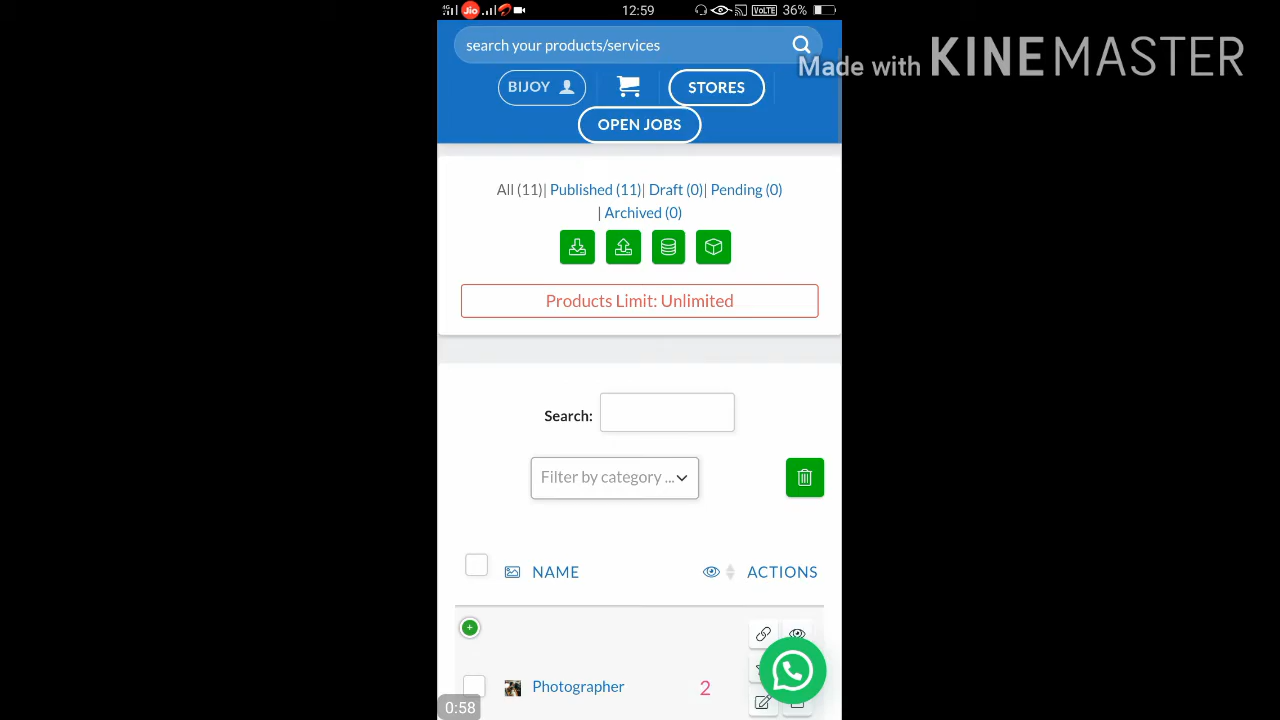 4G Jio 12:59 VoLTE 36%
search your products/services
Made with KINEMASTER
BIJOY STORES
OPEN JOBS
All (11)| Published (11)| Draft (0)| Pending (0)
| Archived (0)
Products Limit: Unlimited
Search:
Filter by category ...
NAME ACTIONS
Photographer 2
0:58